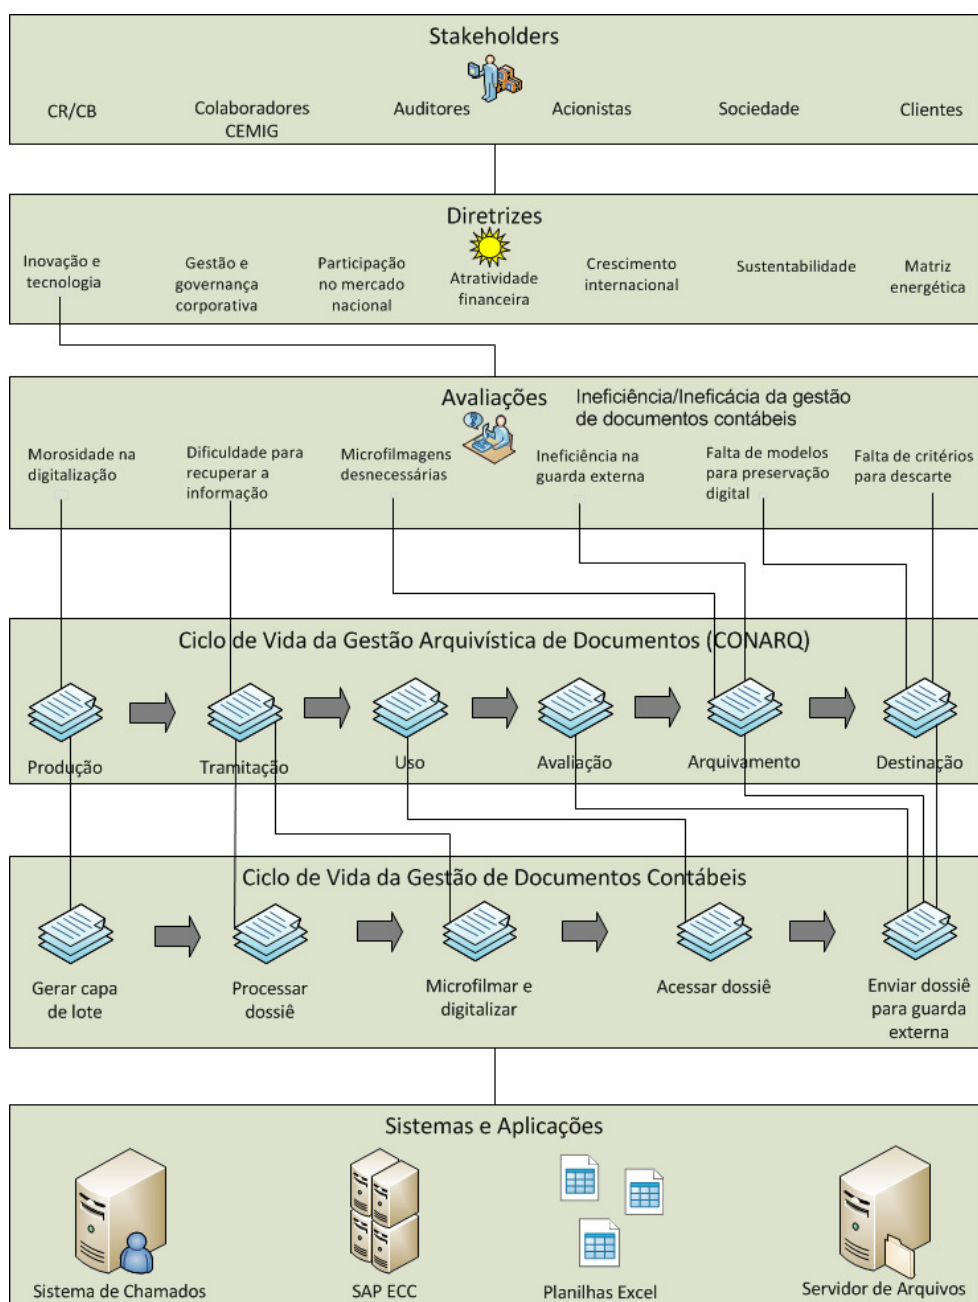 Stakeholders
CR/CB
Colaboradores
CEMIG
Auditores
Acionistas
Sociedade
Clientes
Diretrizes
Inovação e
tecnologia
Gestão e
governança
corporativa
Participação
no mercado
nacional
Atratividade
financeira
Crescimento
internacional
Sustentabilidade
Matriz
energética
Avaliações
Ineficiência/Ineficácia da gestão
de documentos contábeis
Morosidade na
digitalização
Dificuldade para
recuperar a
informação
Microfilmagens
desnecessárias
Ineficiência na
guarda externa
Falta de modelos
para preservação
digital
Falta de critérios
para descarte
Ciclo de Vida da Gestão Arquivística de Documentos (CONARQ)
Produção
Tramitação
Uso
Avaliação
Arquivamento
Destinação
Ciclo de Vida da Gestão de Documentos Contábeis
Gerar capa
de lote
Processar
dossiê
Microfilmar e
digitalizar
Acessar dossiê
Enviar dossiê
para guarda
externa
Sistemas e Aplicações
Sistema de Chamados
SAP ECC
Planilhas Excel
Servidor de Arquivos